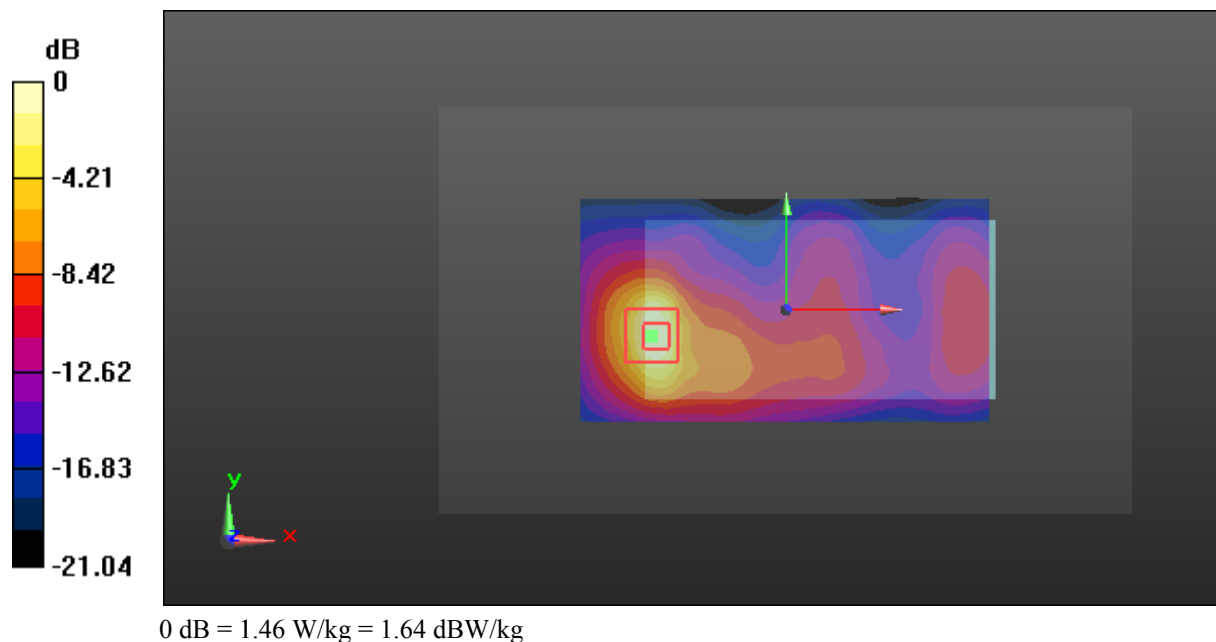 dB
0
-4.21
-8.42
-12.62
-16.83
-21.04
y
z
x
0 dB = 1.46 W/kg = 1.64 dBW/kg